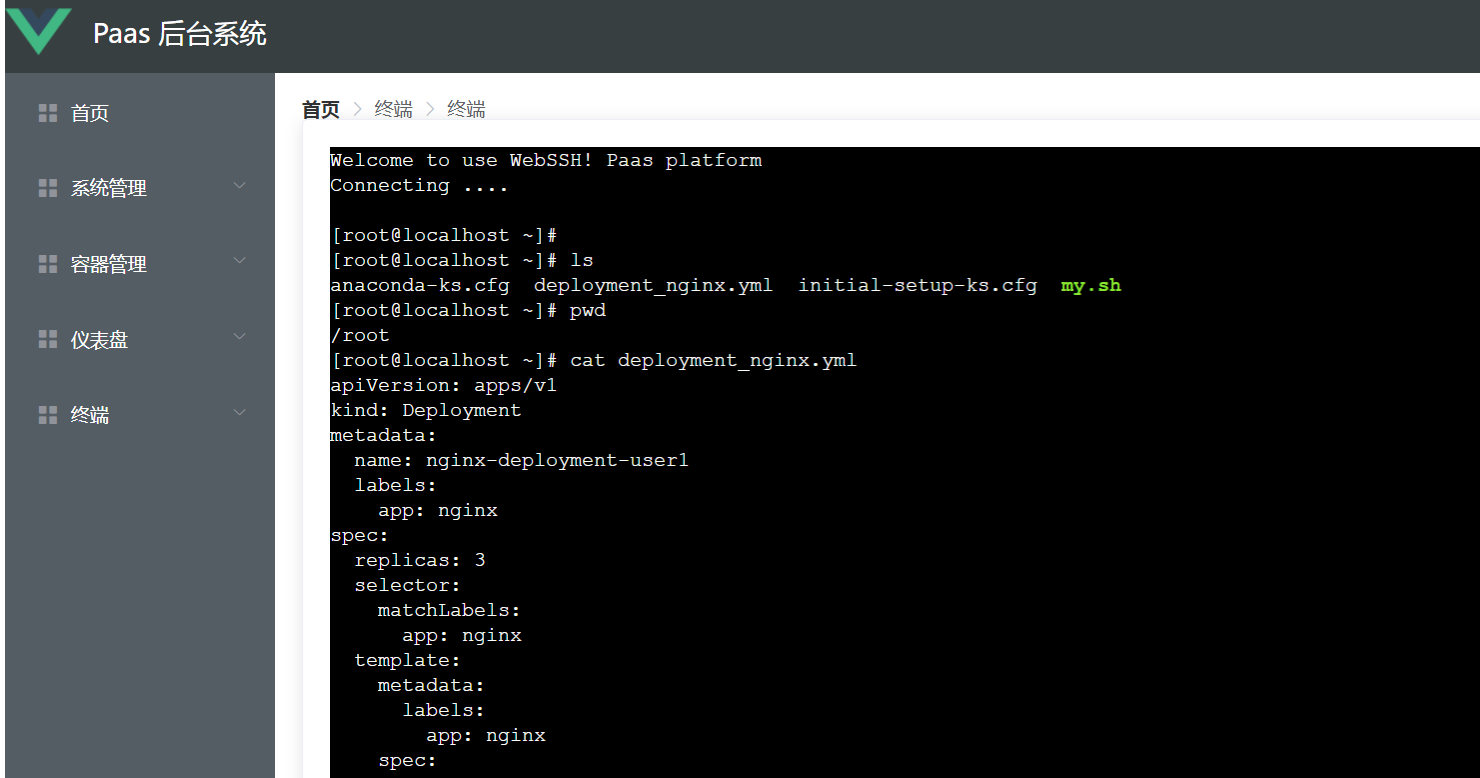 Paas 后台系统
首页
系统管理
容器管理
仪表盘
终端
首页 > 终端 > 终端
Welcome to use WebSSH! Paas platform
Connecting ....
[root@localhost ~]#
[root@localhost ~]# ls
anaconda-ks.cfg  deployment_nginx.yml  initial-setup-ks.cfg  my.sh
[root@localhost ~]# pwd
/root
[root@localhost ~]# cat deployment_nginx.yml
apiVersion: apps/v1
kind: Deployment
metadata:
  name: nginx-deployment-user1
  labels:
    app: nginx
spec:
  replicas: 3
  selector:
    matchLabels:
      app: nginx
  template:
    metadata:
      labels:
        app: nginx
    spec: